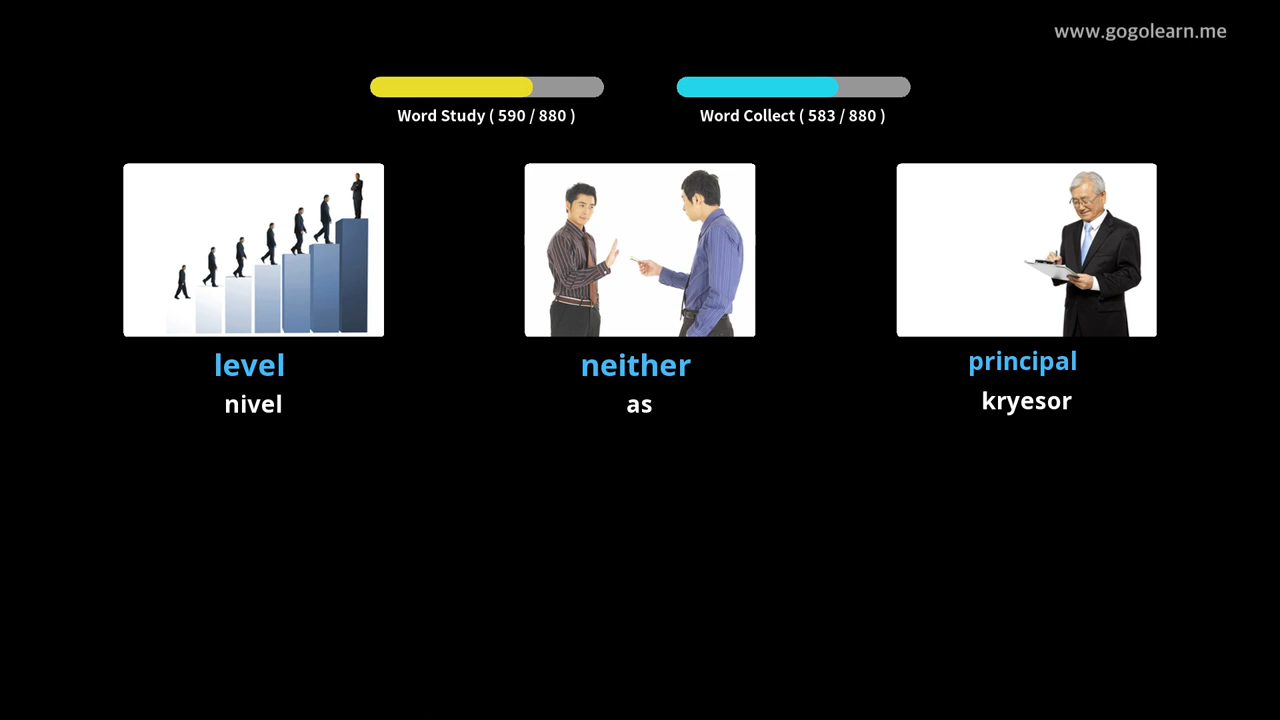 www.gogolearn.me
Word Study ( 590 / 880 )
Word Collect ( 583 / 880 )
level
nivel
neither
as
principal
kryesor